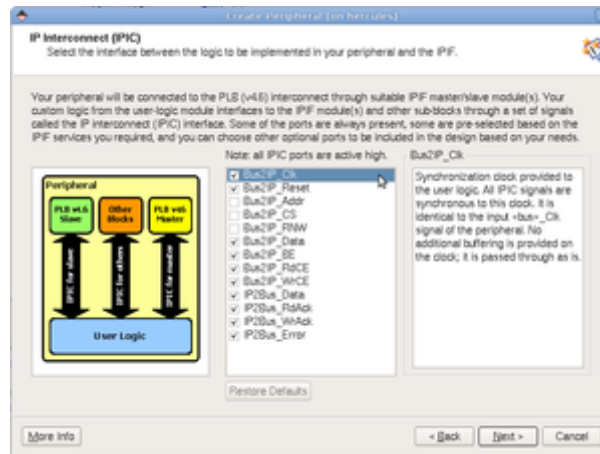 Create Peripheral (on hercules)
IP Interconnect (IPIC)
Select the interface between the logic to be implemented in your peripheral and the IPIF.
Your peripheral will be connected to the PLB (v4.6) interconnect through suitable IPIF master/slave module(s). Your
custom logic from the user-logic module interfaces to the IPIF module(s) and other sub-blocks through a set of signals
called the IP interconnect (IPIC) interface. Some of the ports are always present, some are pre-selected based on the
IPIF services you required, and you can choose other optional ports to be included in the design based on your needs.
Note: all IPIC ports are active high.
Peripheral
PLB v4.6 Slave
Other Blocks
PLB v46 Master
IPIC for slave
IPIC for others
IPIC for master
User Logic
Bus2IP_Clk
Bus2IP_Reset
Bus2IP_Addr
Bus2IP_CS
Bus2IP_RNW
Bus2IP_Data
Bus2IP_BE
Bus2IP_RdCE
Bus2IP_WrCE
IP2Bus_Data
IP2Bus_RdAck
IP2Bus_WrAck
IP2Bus_Error
Restore Defaults
Bus2IP_Clk
Synchronization clock provided
to the user logic. All IPIC signals are
synchronous to this clock. It is
identical to the input <bus>_Clk
signal of the peripheral. No
additional buffering is provided on
the clock; it is passed through as is.
More Info
< Back
Next >
Cancel